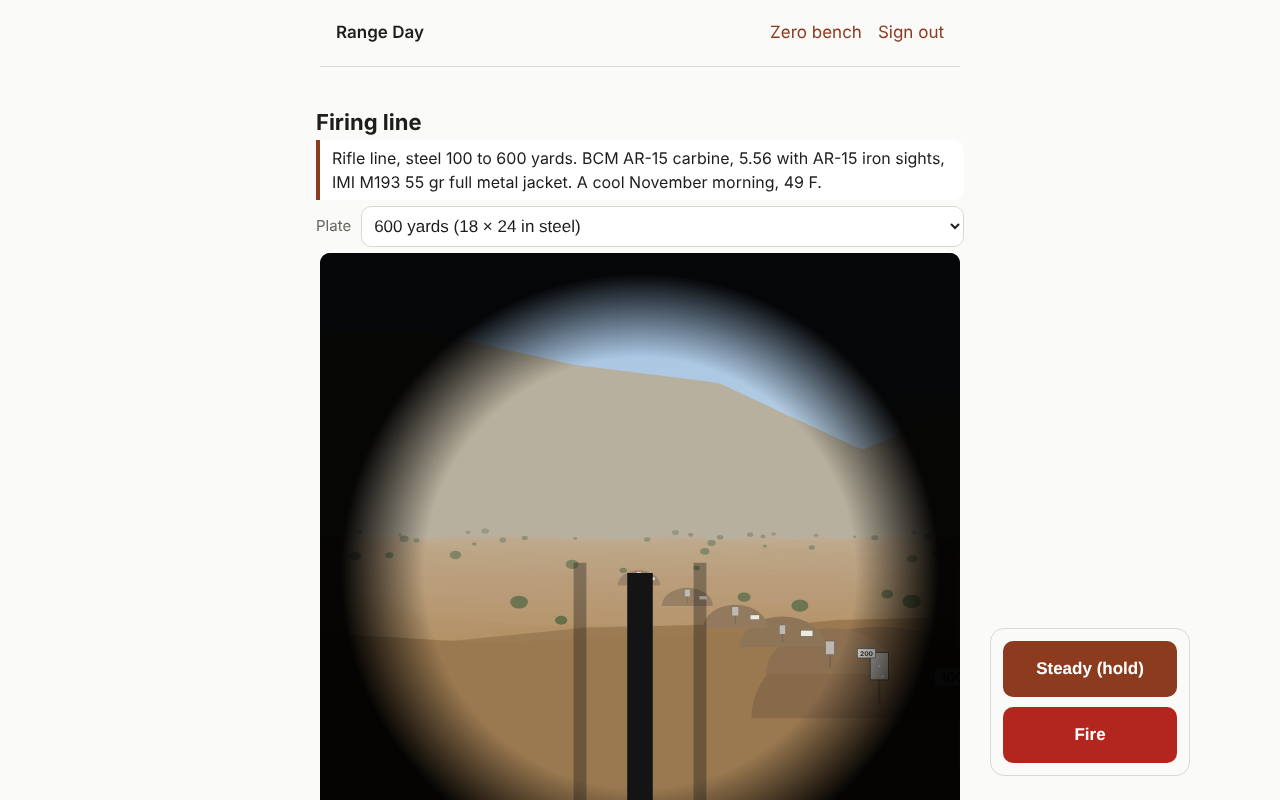 Range Day
Zero bench
Sign out
Firing line
Rifle line, steel 100 to 600 yards. BCM AR-15 carbine, 5.56 with AR-15 iron sights,
IMI M193 55 gr full metal jacket. A cool November morning, 49 F.
Plate
600 yards (18 × 24 in steel)
200
Steady (hold)
Fire